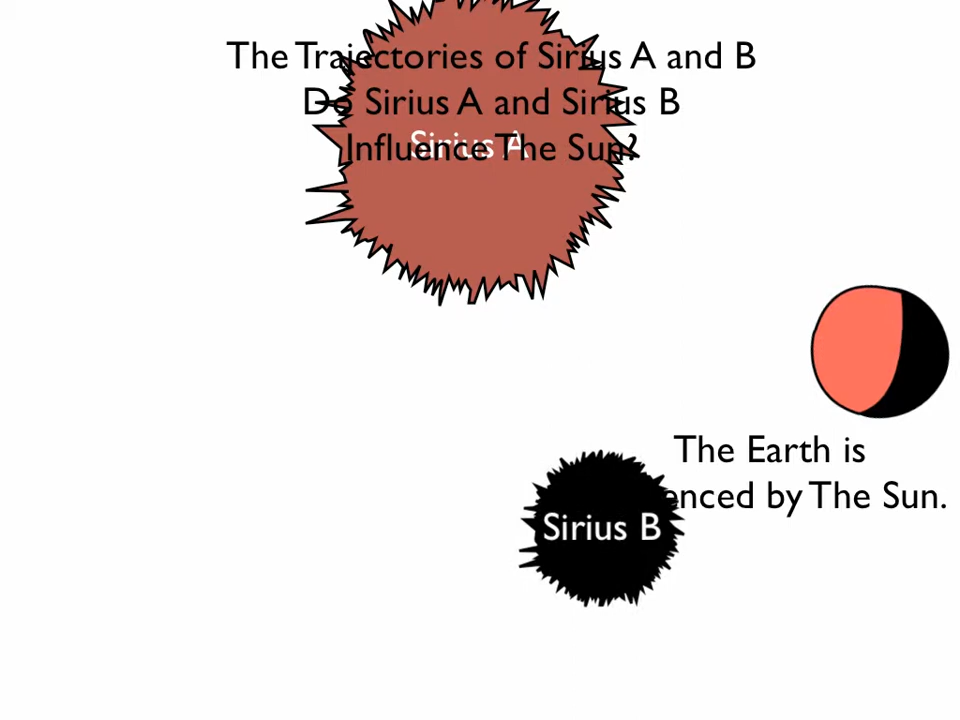 The Trajectories of Sirius A and B
Do Sirius A and Sirius B
Influence The Sun?
Sirius A
The Earth is
enced by The Sun.
Sirius B